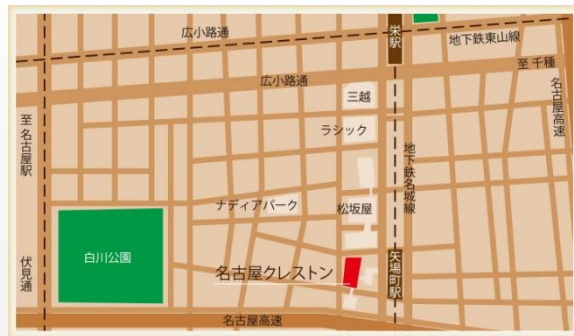 広小路通
栄駅
地下鉄東山線
至 千種
広小路通
三越
名古屋高速
至 名古屋駅
ラシック
地下鉄名城線
ナディアパーク
松坂屋
白川公園
伏見通
名古屋クレストン
矢場町駅
名古屋高速